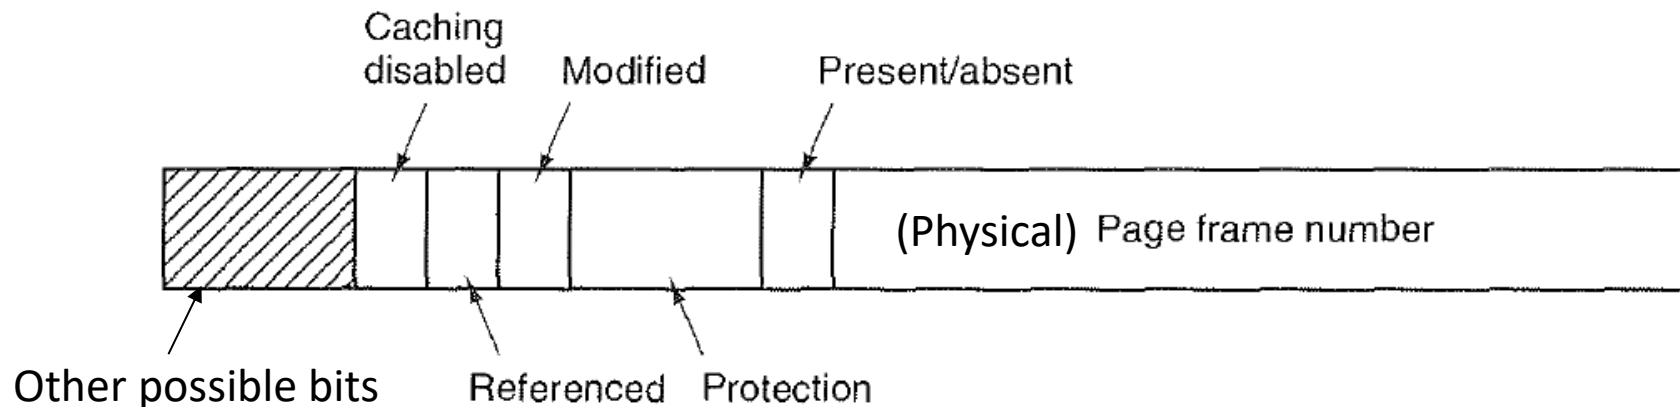 Caching
disabled
Modified
Present/absent
(Physical) Page frame number
Other possible bits
Referenced
Protection